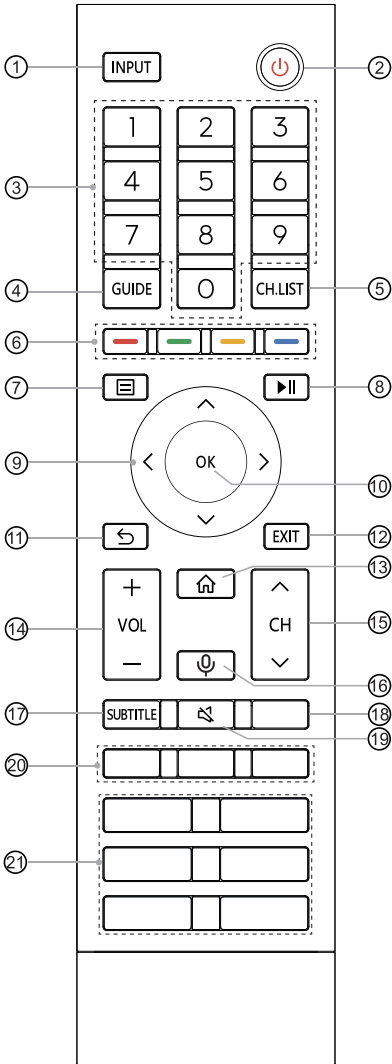 ① INPUT ②
1 2 3
③ 4 5 6
7 8 9
④ GUIDE 0 CH.LIST ⑤
⑥
⑦ ⑧
⑨ OK
⑩
⑪ EXIT ⑫
⑬
+
⑭ VOL CH ⑮
−
⑯
⑰ SUBTITLE ⑱
⑲
⑳
㉑